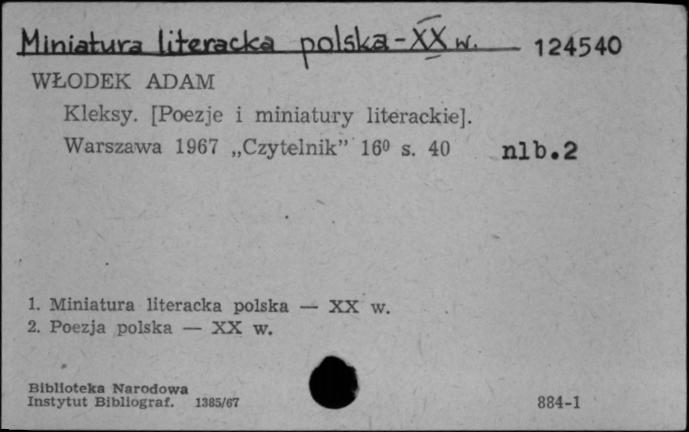 Miniatura literacka polska - XX w. 124540
WŁODEK ADAM
Kleksy. [Poezje i miniatury literackie].
Warszawa 1967 „Czytelnik” 16⁰ s. 40 nlb.2
1. Miniatura literacka polska — XX w.
2. Poezja polska — XX w.
Biblioteka Narodowa
Instytut Bibliograf. 1385/67 884-1